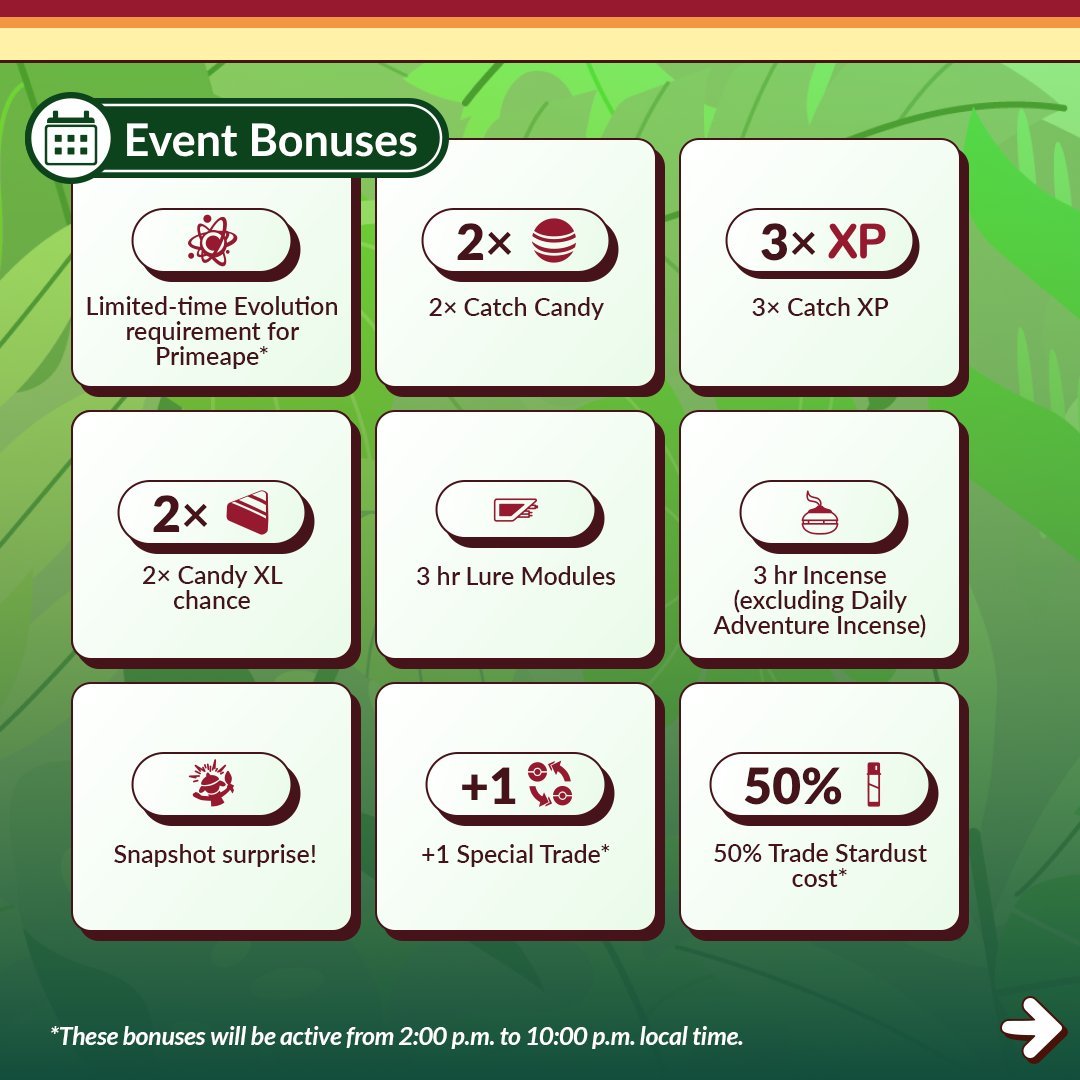 Event Bonuses
Limited-time Evolution
requirement for
Primeape*
2×
2× Catch Candy
3× XP
3× Catch XP
2×
2× Candy XL
chance
3 hr Lure Modules
3 hr Incense
(excluding Daily
Adventure Incense)
Snapshot surprise!
+1
+1 Special Trade*
50%
50% Trade Stardust
cost*
*These bonuses will be active from 2:00 p.m. to 10:00 p.m. local time.